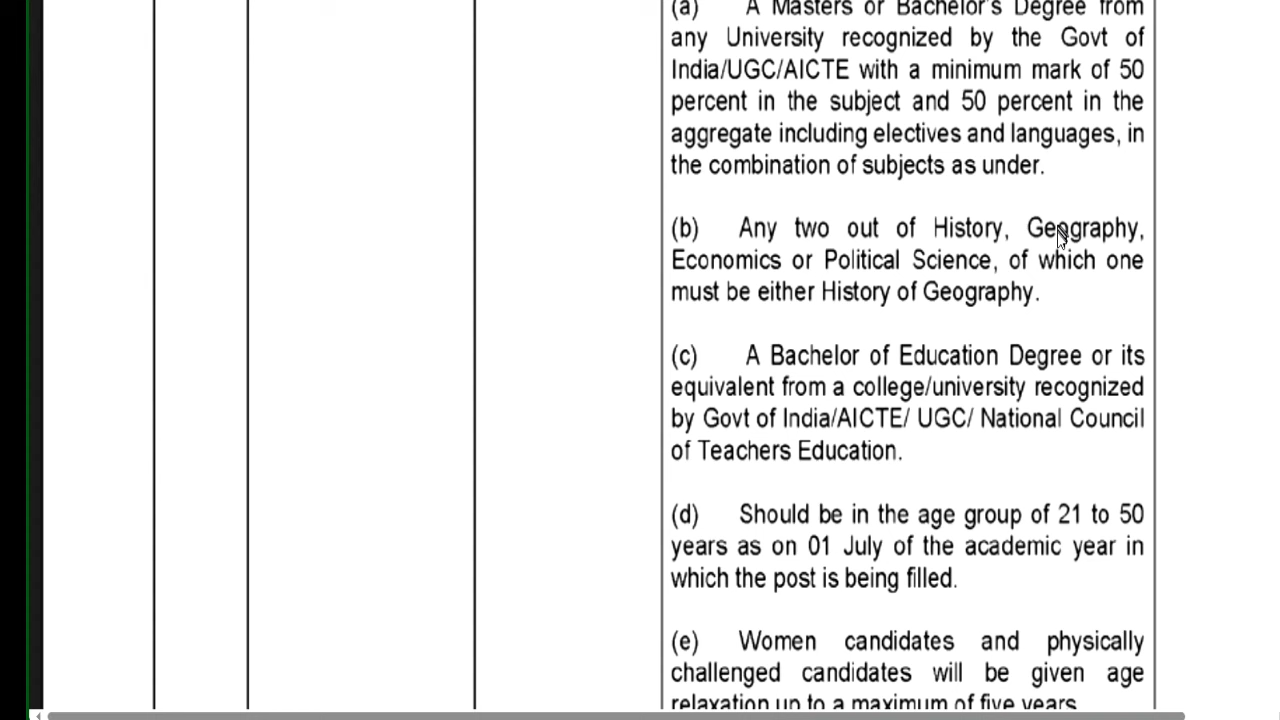 (a) A Masters or Bachelor's Degree from
any University recognized by the Govt of
India/UGC/AICTE with a minimum mark of 50
percent in the subject and 50 percent in the
aggregate including electives and languages, in
the combination of subjects as under.
(b) Any two out of History, Geography,
Economics or Political Science, of which one
must be either History of Geography.
(c) A Bachelor of Education Degree or its
equivalent from a college/university recognized
by Govt of India/AICTE/ UGC/ National Council
of Teachers Education.
(d) Should be in the age group of 21 to 50
years as on 01 July of the academic year in
which the post is being filled.
(e) Women candidates and physically
challenged candidates will be given age
relaxation up to a maximum of five years